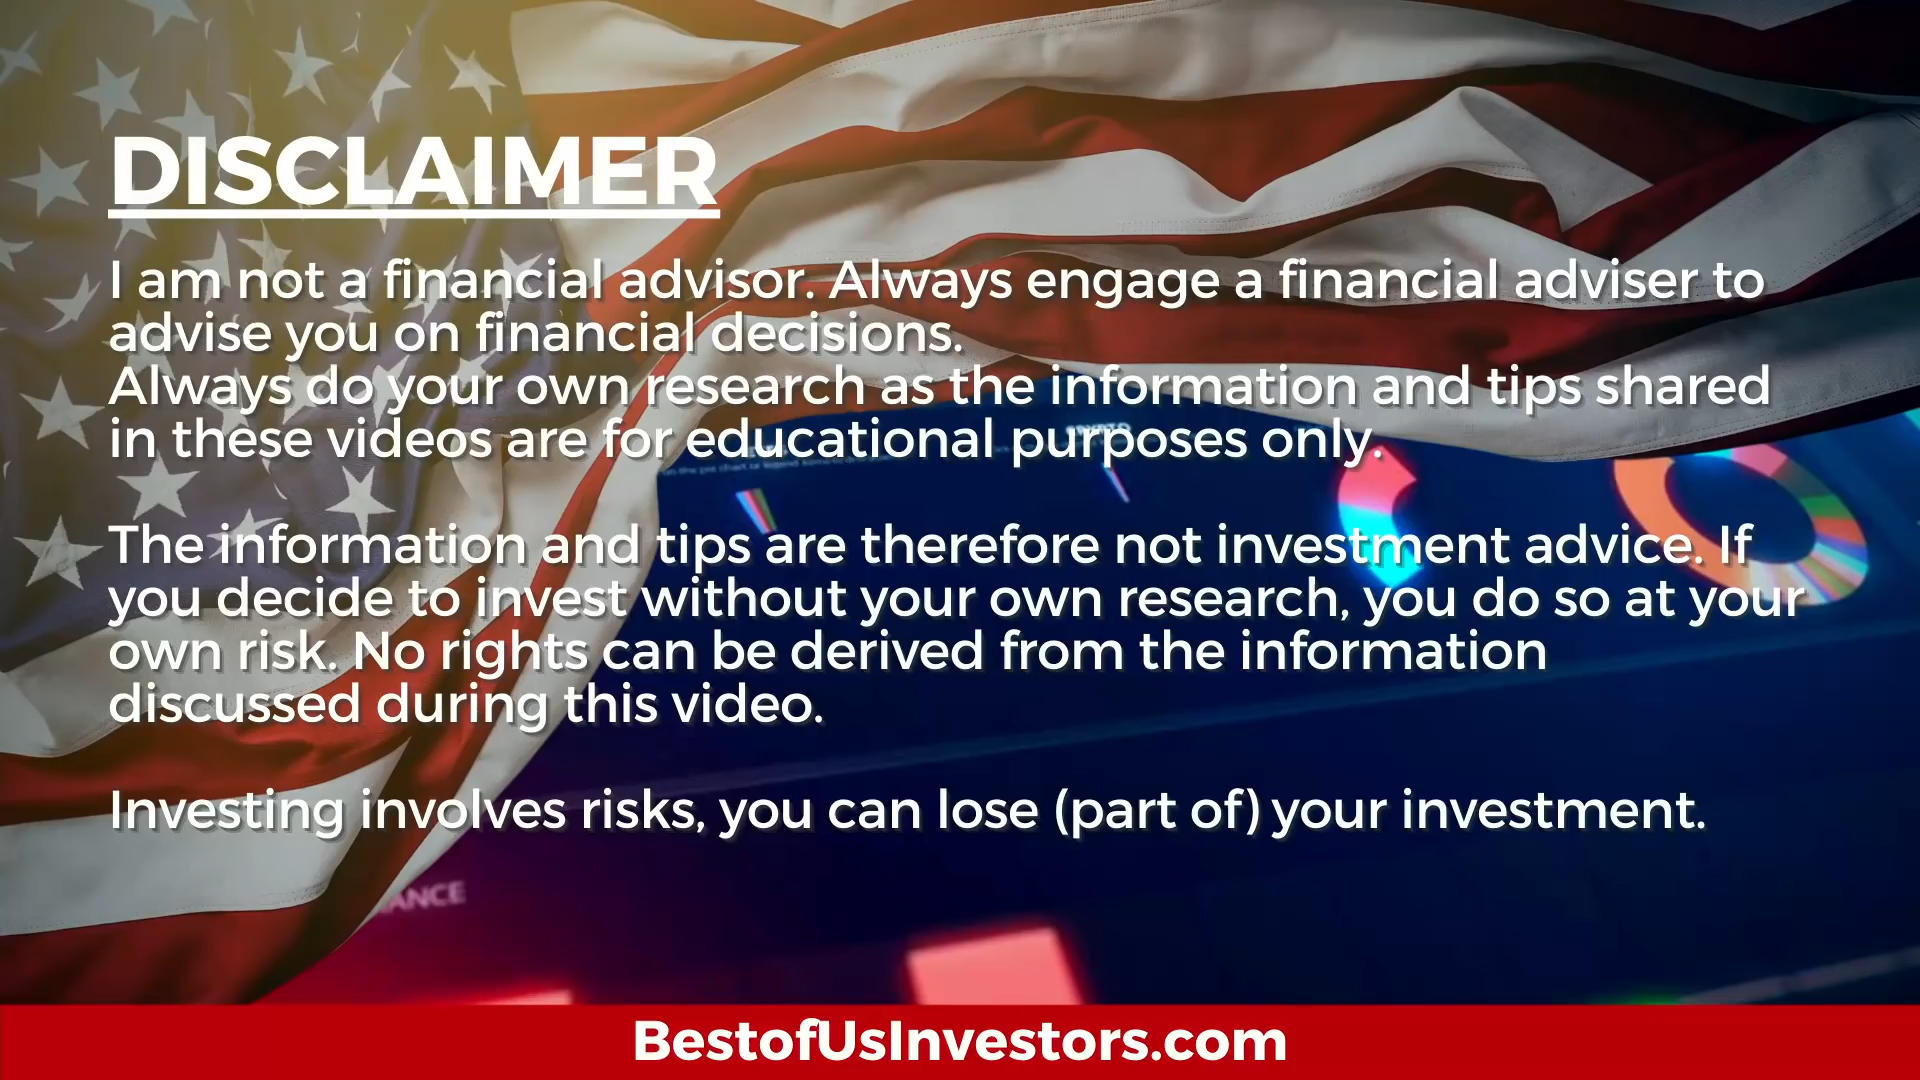 DISCLAIMER
I am not a financial advisor. Always engage a financial adviser to
advise you on financial decisions.
Always do your own research as the information and tips shared
in these videos are for educational purposes only.
The information and tips are therefore not investment advice. If
you decide to invest without your own research, you do so at your
own risk. No rights can be derived from the information
discussed during this video.
Investing involves risks, you can lose (part of) your investment.
BestofUsInvestors.com